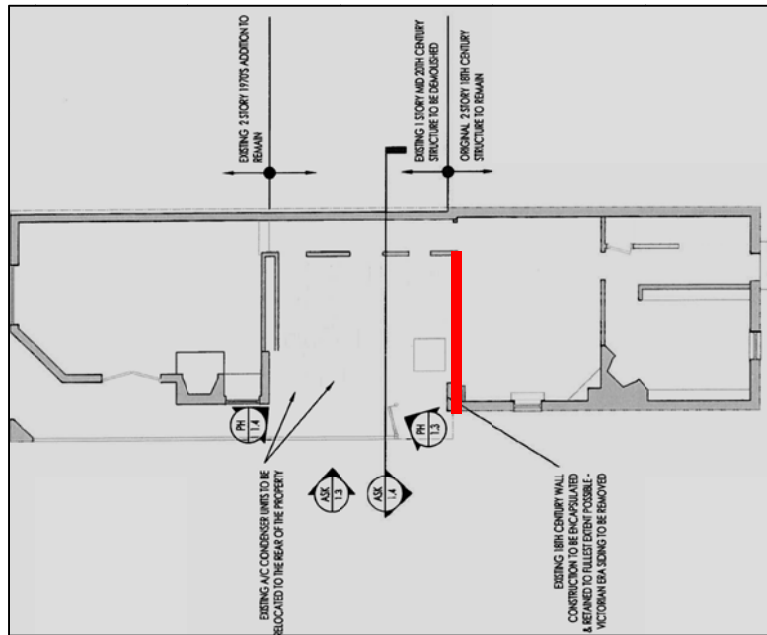 EXISTING 2 STORY 1970'S ADDITION TO
REMAIN
EXISTING 1 STORY MID 20TH CENTURY
STRUCTURE TO BE DEMOLISHED
ORIGINAL 2 STORY 18TH CENTURY
STRUCTURE TO REMAIN
PH
1.4
PH
1.3
ASK
1.3
ASK
1.4
EXISTING A/C CONDENSER UNITS TO BE
RELOCATED TO THE REAR OF THE PROPERTY
EXISTING 18TH CENTURY WALL
CONSTRUCTION TO BE ENCAPSULATED
& RETAINED TO FULLEST EXTENT POSSIBLE -
VICTORIAN ERA SIDING TO BE REMOVED